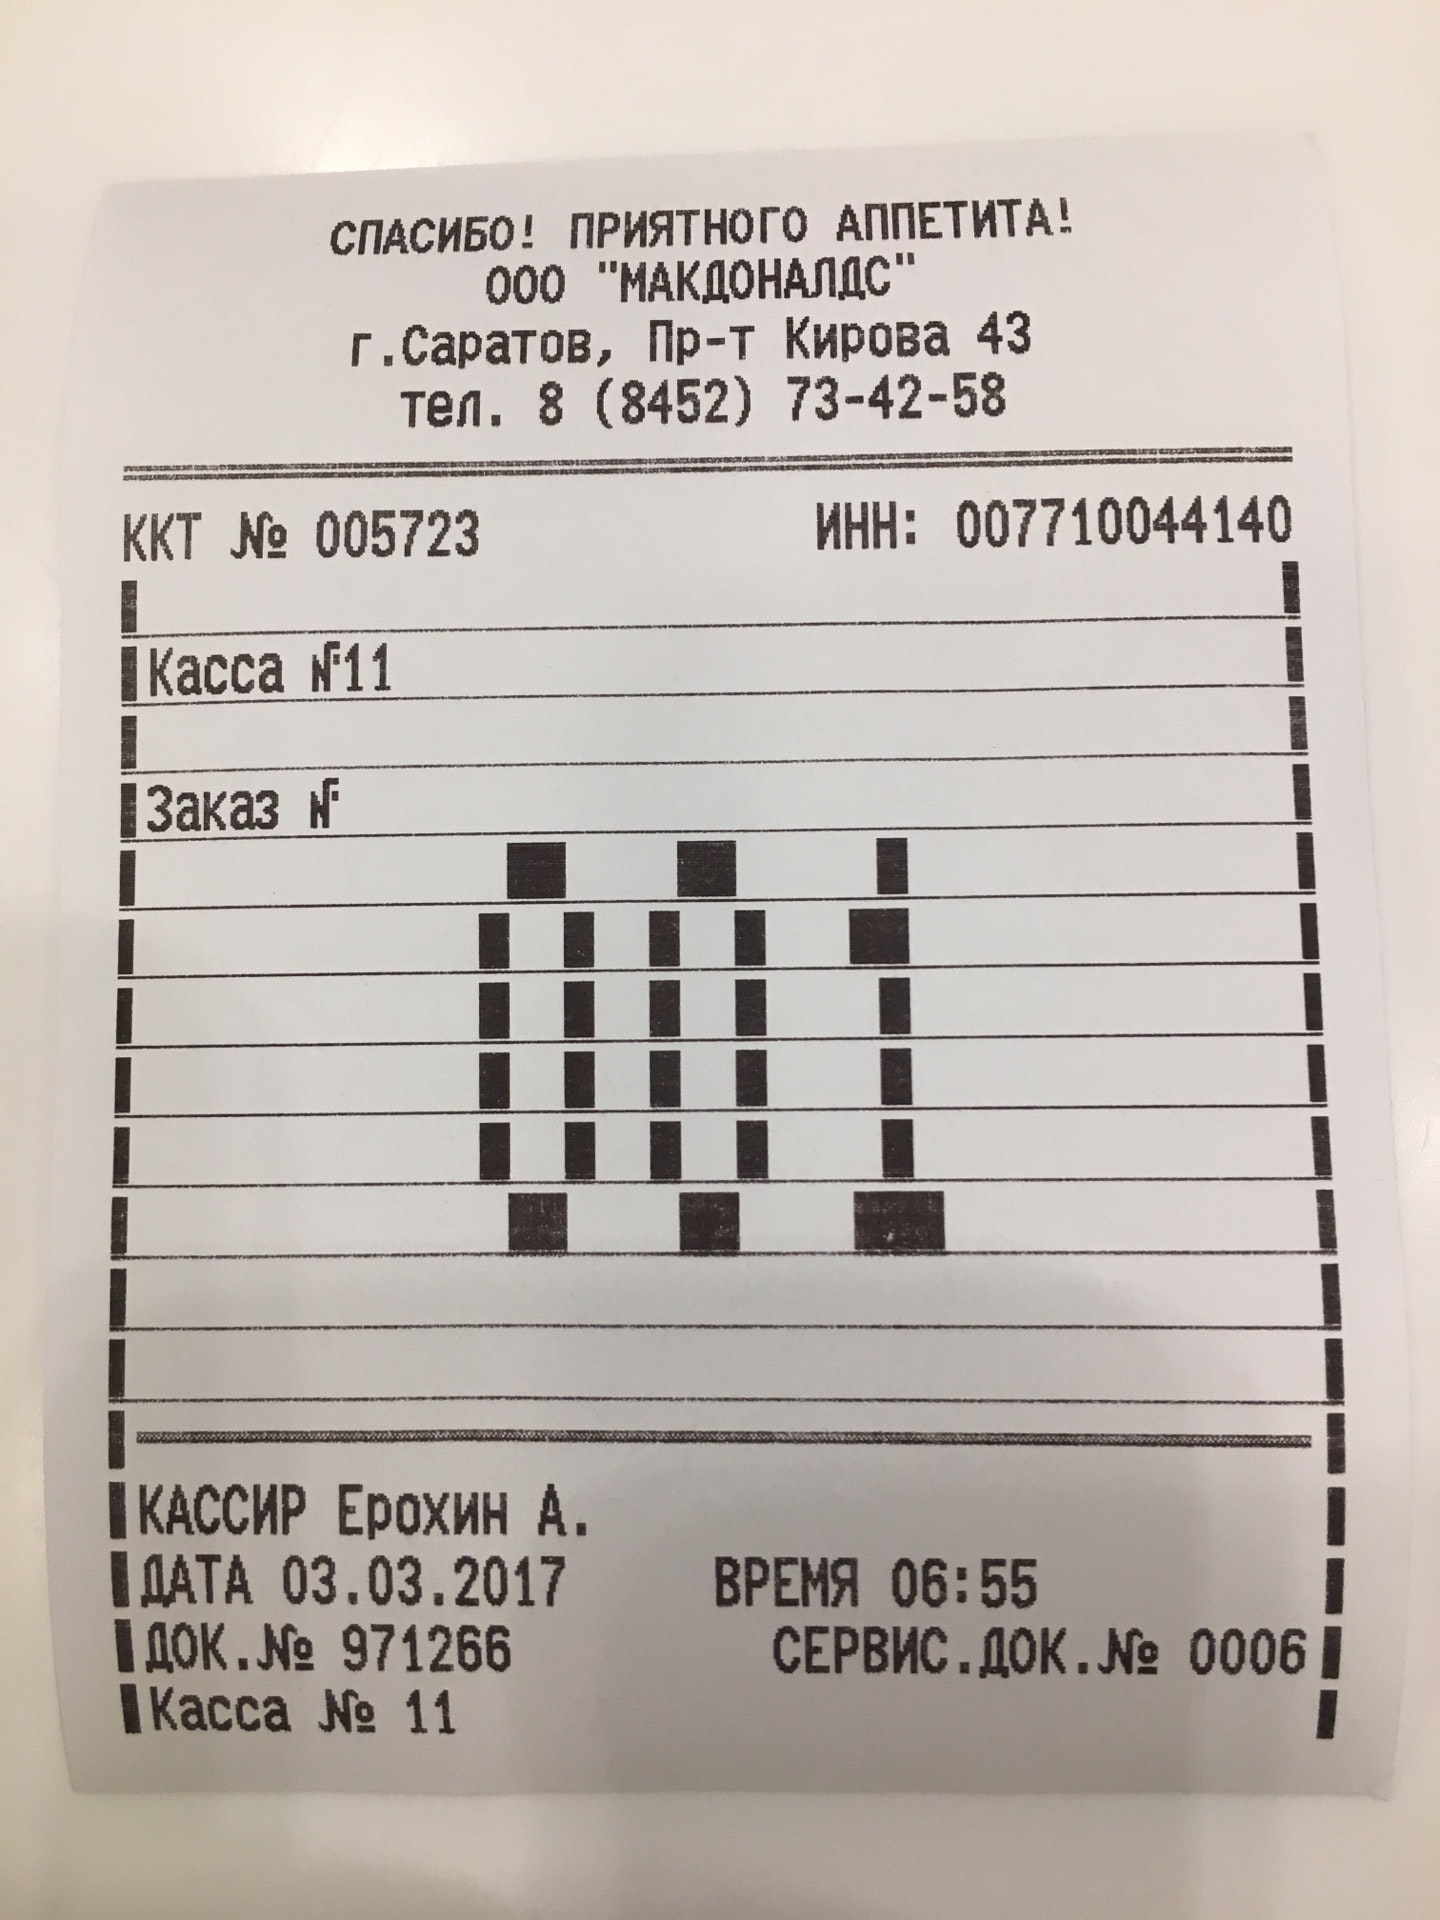 СПАСИБО! ПРИЯТНОГО АППЕТИТА!
ООО "МАКДОНАЛДС"
г.Саратов, Пр-т Кирова 43
тел. 8 (8452) 73-42-58
ККТ № 005723 ИНН: 007710044140
Касса №11
Заказ №
001
КАССИР Ерохин А.
ДАТА 03.03.2017 ВРЕМЯ 06:55
ДОК.№ 971266 СЕРВИС.ДОК.№ 0006
Касса № 11